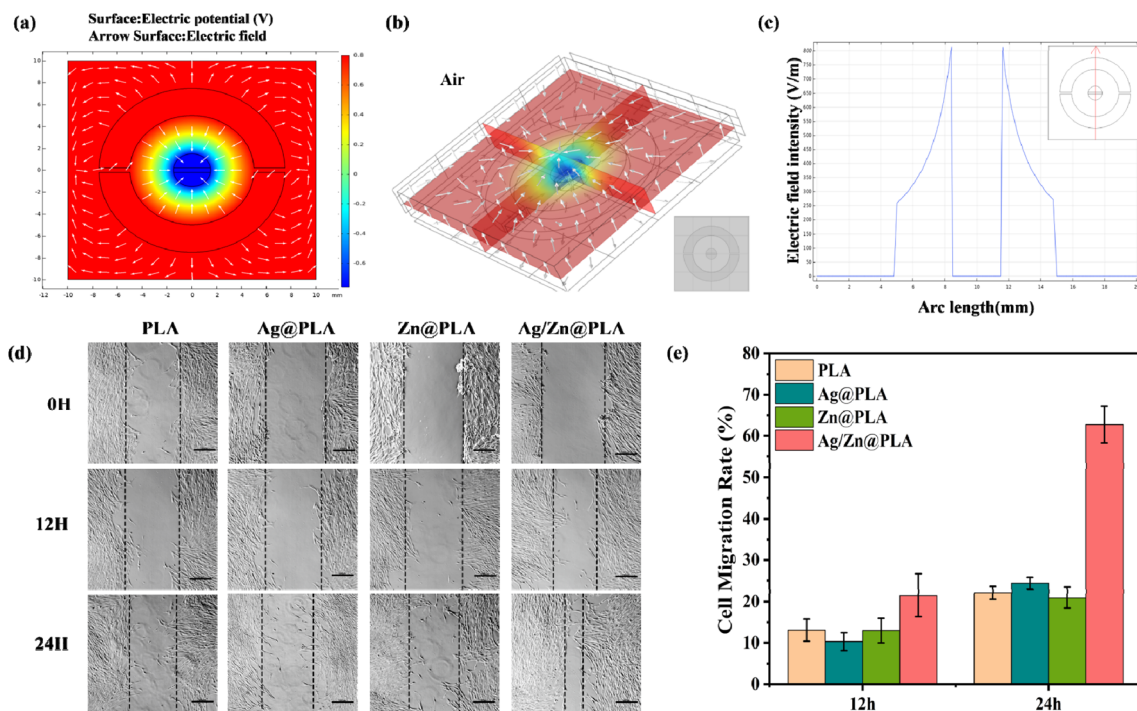 (a)
Surface:Electric potential (V)
Arrow Surface:Electric field
10
8
6
4
2
0
-2
-4
-6
-8
10
-12
-10
-8
-6
-4
-2
0
2
4
6
8
10
mm
0.8
0.6
0.4
0.2
0
-0.2
-0.4
-0.6
(b)
Air
(c)
Electric field intensity (V/m)
800
750
700
650
600
550
500
450
400
350
300
250
200
150
100
50
0
0
2
4
6
8
10
12
14
16
18
20
Arc length(mm)
(d)
PLA
Ag@PLA
Zn@PLA
Ag/Zn@PLA
0H
12H
24H
(e)
Cell Migration Rate (%)
80
70
60
50
40
30
20
10
0
PLA
Ag@PLA
Zn@PLA
Ag/Zn@PLA
12h
24h